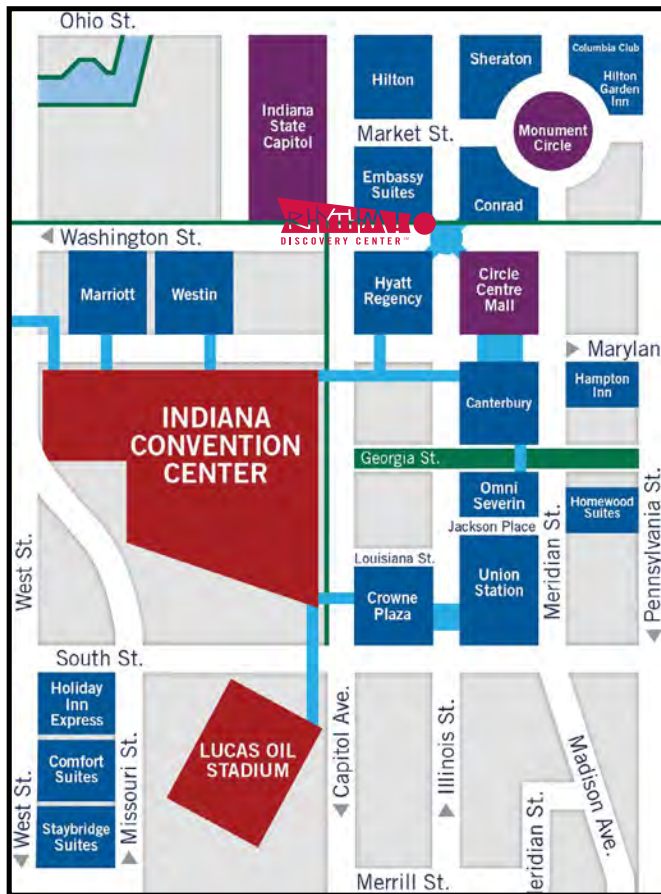 Ohio St.
Hilton
Sheraton
Columbia Club
Hilton
Garden
Inn
Indiana
State
Capitol
Market St.
Monument
Circle
Embassy
Suites
Conrad
RHYTHM!
DISCOVERY CENTER
Washington St.
Marriott
Westin
Hyatt
Regency
Circle
Centre
Mall
Marylan
INDIANA
CONVENTION
CENTER
Canterbury
Hampton
Inn
Georgia St.
Omni
Severin
Homewood
Suites
Jackson Place
Louisiana St.
Crowne
Plaza
Union
Station
West St.
Meridian St.
Pennsylvania St.
South St.
Holiday
Inn
Express
Comfort
Suites
Staybridge
Suites
LUCAS OIL
STADIUM
West St.
Missouri St.
Capitol Ave.
Illinois St.
Madison Ave.
eridian St.
Merrill St.